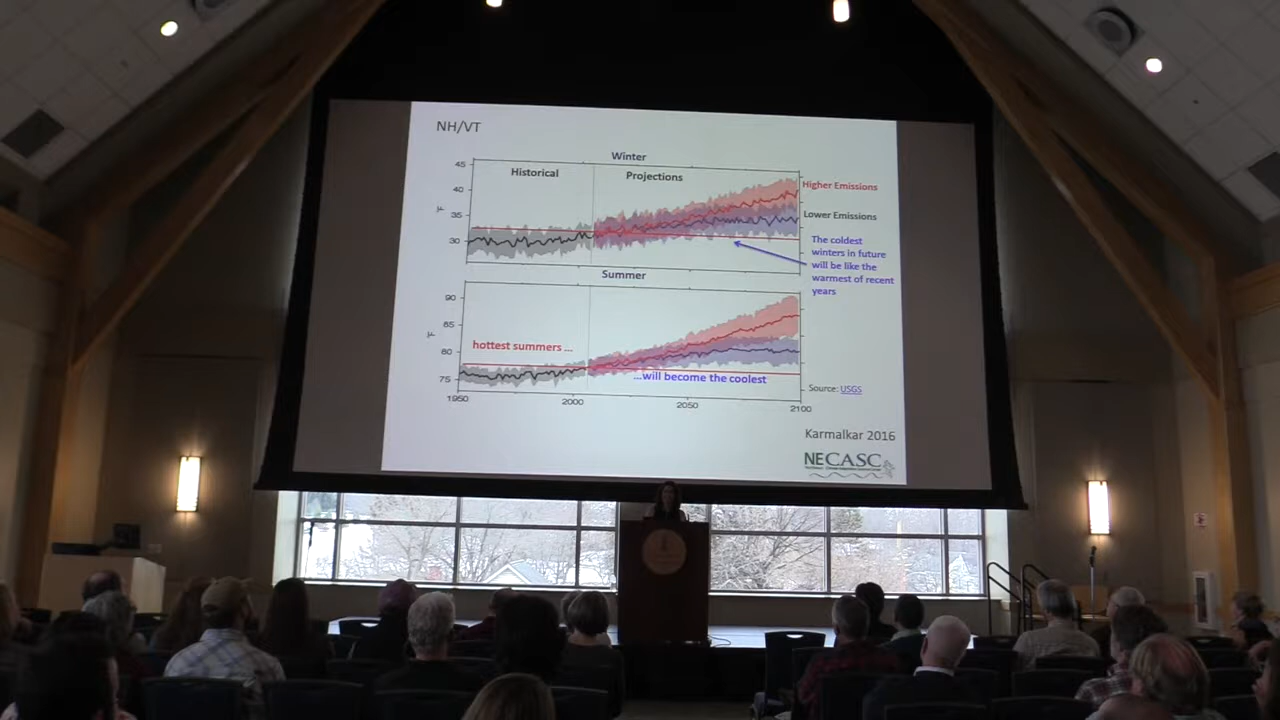 NH/VT
Winter
Historical
Projections
45
40
35
30
°F
Higher Emissions
Lower Emissions
The coldest
winters in future
will be like the
warmest of recent
years
Summer
90
85
80
75
°F
hottest summers ...
...will become the coolest
1950
2000
2050
2100
Source: USGS
Karmalkar 2016
NECASC